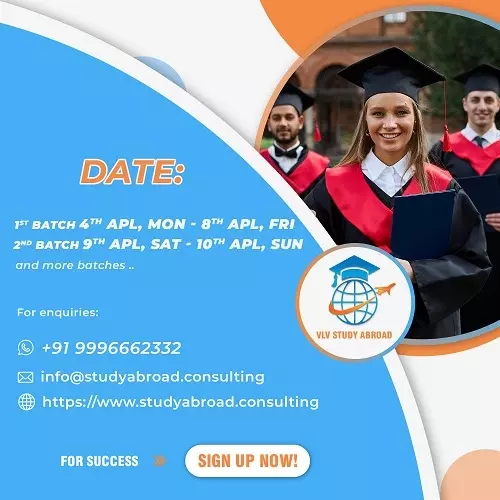 DATE:
1ST BATCH 4TH APL, MON - 8TH APL, FRI
2ND BATCH 9TH APL, SAT - 10TH APL, SUN
and more batches ..
VLV STUDY ABROAD
For enquiries:
+91 9996662332
info@studyabroad.consulting
https://www.studyabroad.consulting
FOR SUCCESS
SIGN UP NOW!